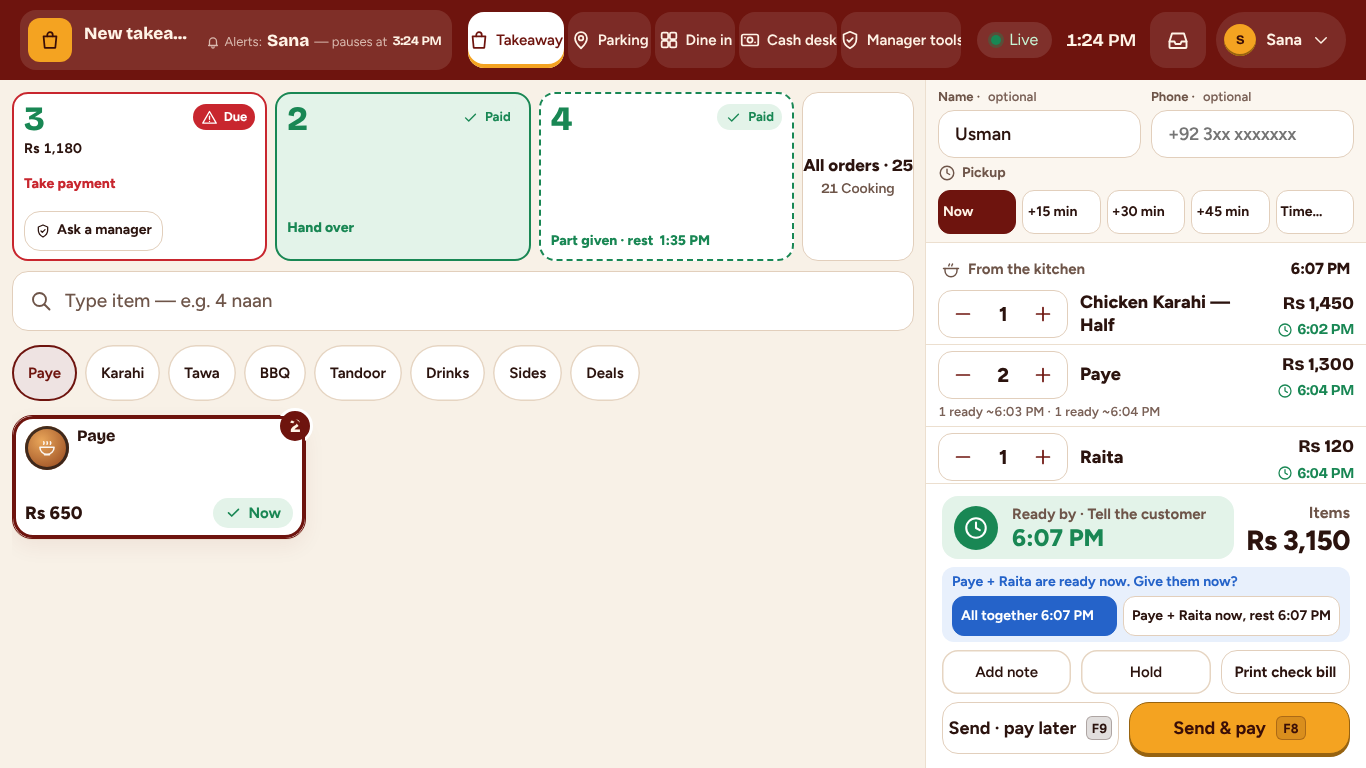 New takea...
Alerts: Sana — pauses at 3:24 PM
Takeaway
Parking
Dine in
Cash desk
Manager tools
Live
1:24 PM
S
Sana
3
Due
Rs 1,180
Take payment
Ask a manager
2
Paid
Hand over
4
Paid
Part given · rest 1:35 PM
All orders · 25
21 Cooking
Type item — e.g. 4 naan
Paye
Karahi
Tawa
BBQ
Tandoor
Drinks
Sides
Deals
Paye
2
Rs 650
Now
Name · optional
Phone · optional
Usman
+92 3xx xxxxxxx
Pickup
Now
+15 min
+30 min
+45 min
Time...
From the kitchen
6:07 PM
1
Chicken Karahi —
Half
Rs 1,450
6:02 PM
2
Paye
Rs 1,300
6:04 PM
1 ready ~6:03 PM · 1 ready ~6:04 PM
1
Raita
Rs 120
6:04 PM
Ready by · Tell the customer
6:07 PM
Items
Rs 3,150
Paye + Raita are ready now. Give them now?
All together 6:07 PM
Paye + Raita now, rest 6:07 PM
Add note
Hold
Print check bill
Send · pay later F9
Send & pay F8